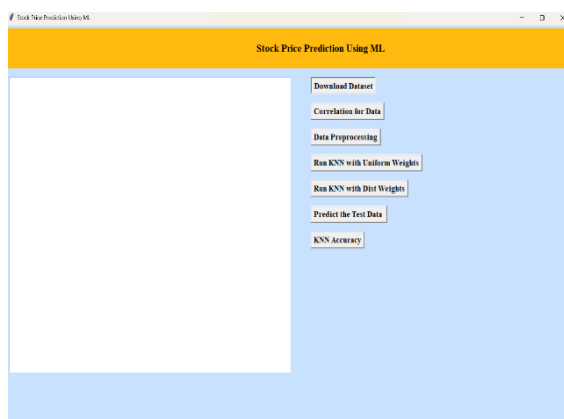 Stock Price Prediction Using ML
Stock Price Prediction Using ML
Download Dataset
Correlation for Data
Data Preprocessing
Run KNN with Uniform Weights
Run KNN with Dist Weights
Predict the Test Data
KNN Accuracy